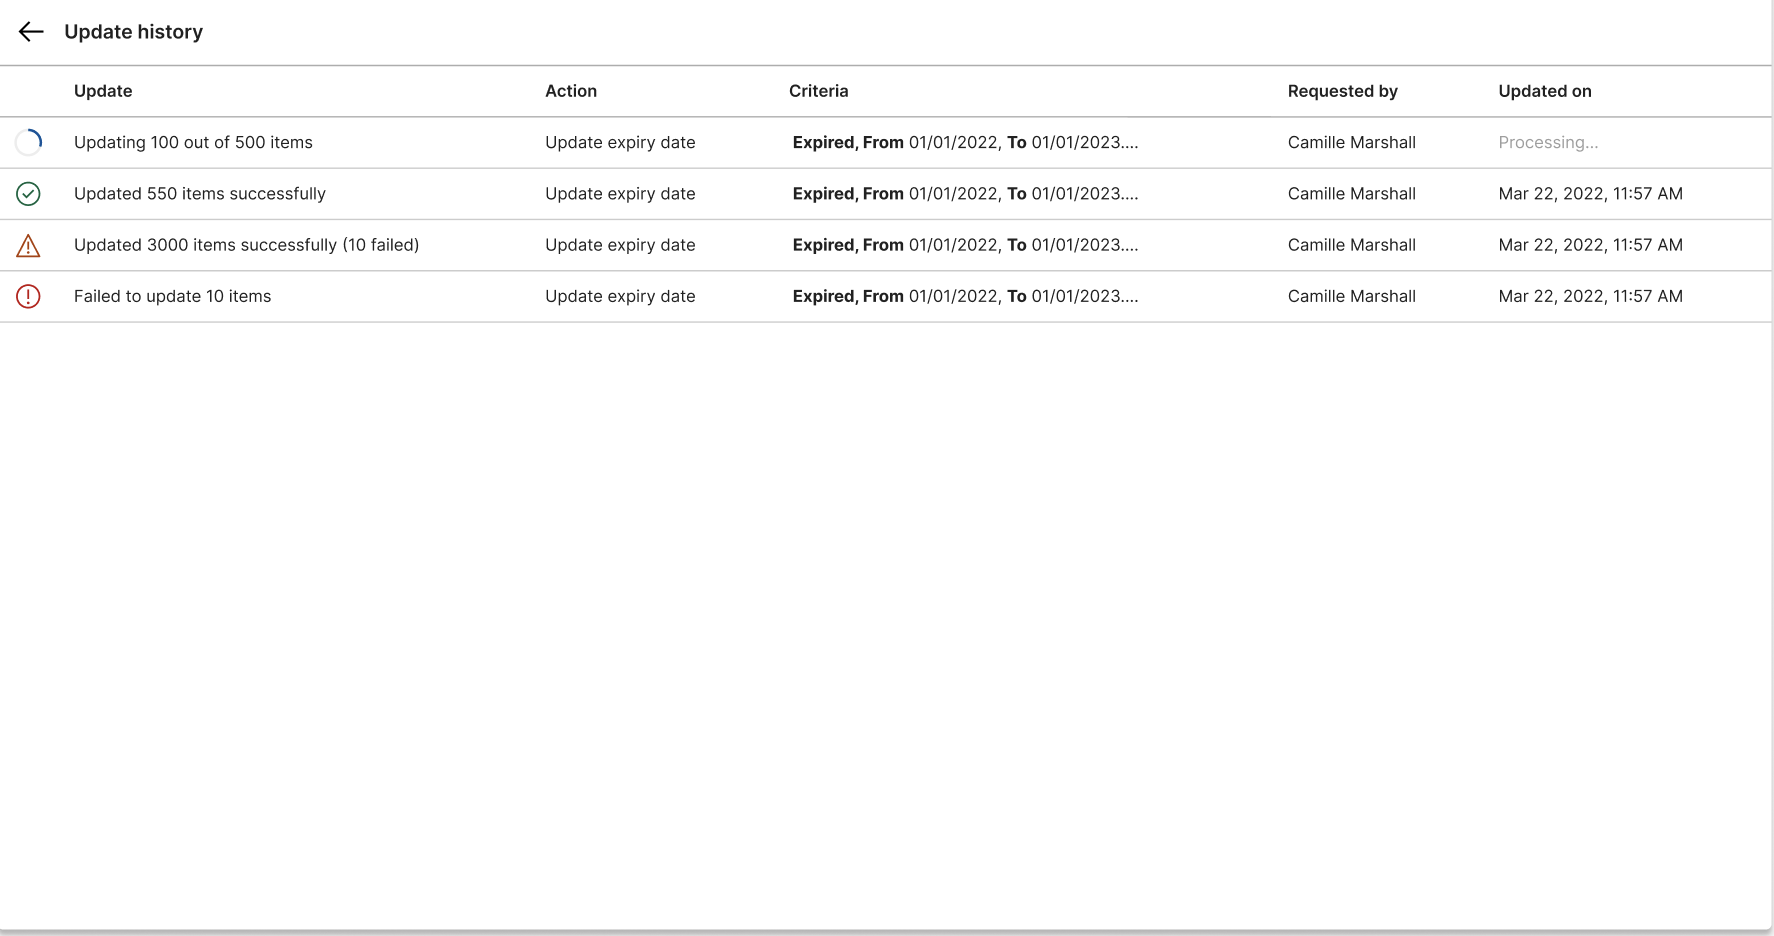 Update history
Update Action Criteria Requested by Updated on
Updating 100 out of 500 items Update expiry date Expired, From 01/01/2022, To 01/01/2023.... Camille Marshall Processing...
Updated 550 items successfully Update expiry date Expired, From 01/01/2022, To 01/01/2023.... Camille Marshall Mar 22, 2022, 11:57 AM
Updated 3000 items successfully (10 failed) Update expiry date Expired, From 01/01/2022, To 01/01/2023.... Camille Marshall Mar 22, 2022, 11:57 AM
Failed to update 10 items Update expiry date Expired, From 01/01/2022, To 01/01/2023.... Camille Marshall Mar 22, 2022, 11:57 AM